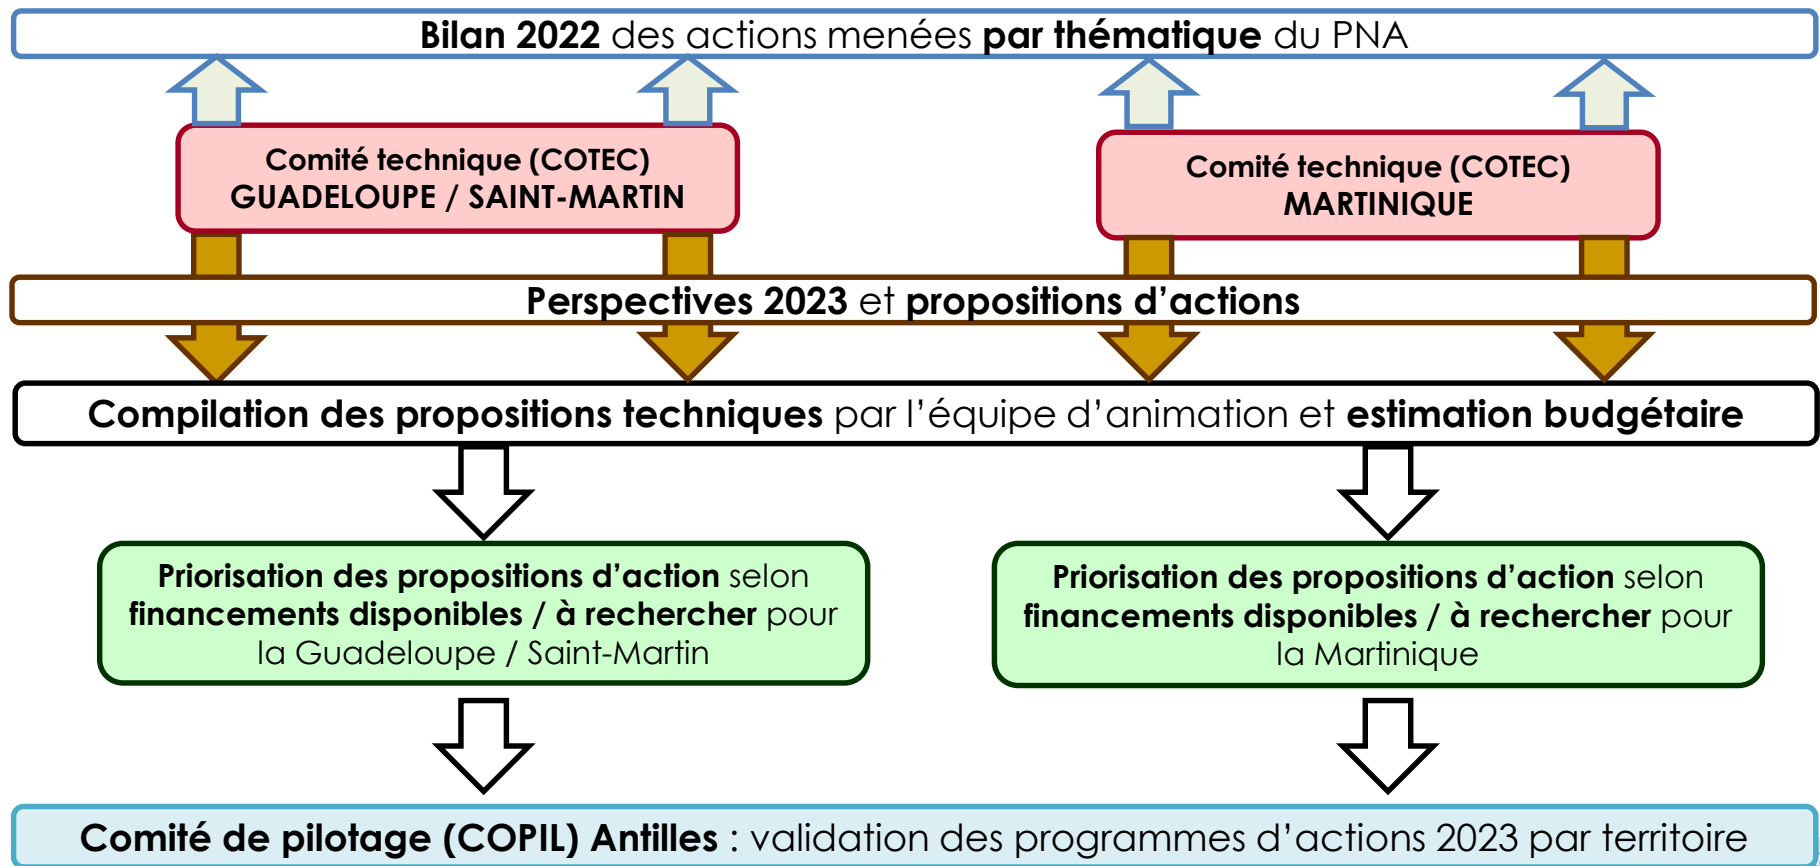 Bilan 2022 des actions menées par thématique du PNA
Comité technique (COTEC)
GUADELOUPE / SAINT-MARTIN
Comité technique (COTEC)
MARTINIQUE
Perspectives 2023 et propositions d’actions
Compilation des propositions techniques par l’équipe d’animation et estimation budgétaire
Priorisation des propositions d’action selon
financements disponibles / à rechercher pour
la Guadeloupe / Saint-Martin
Priorisation des propositions d’action selon
financements disponibles / à rechercher pour
la Martinique
Comité de pilotage (COPIL) Antilles : validation des programmes d’actions 2023 par territoire